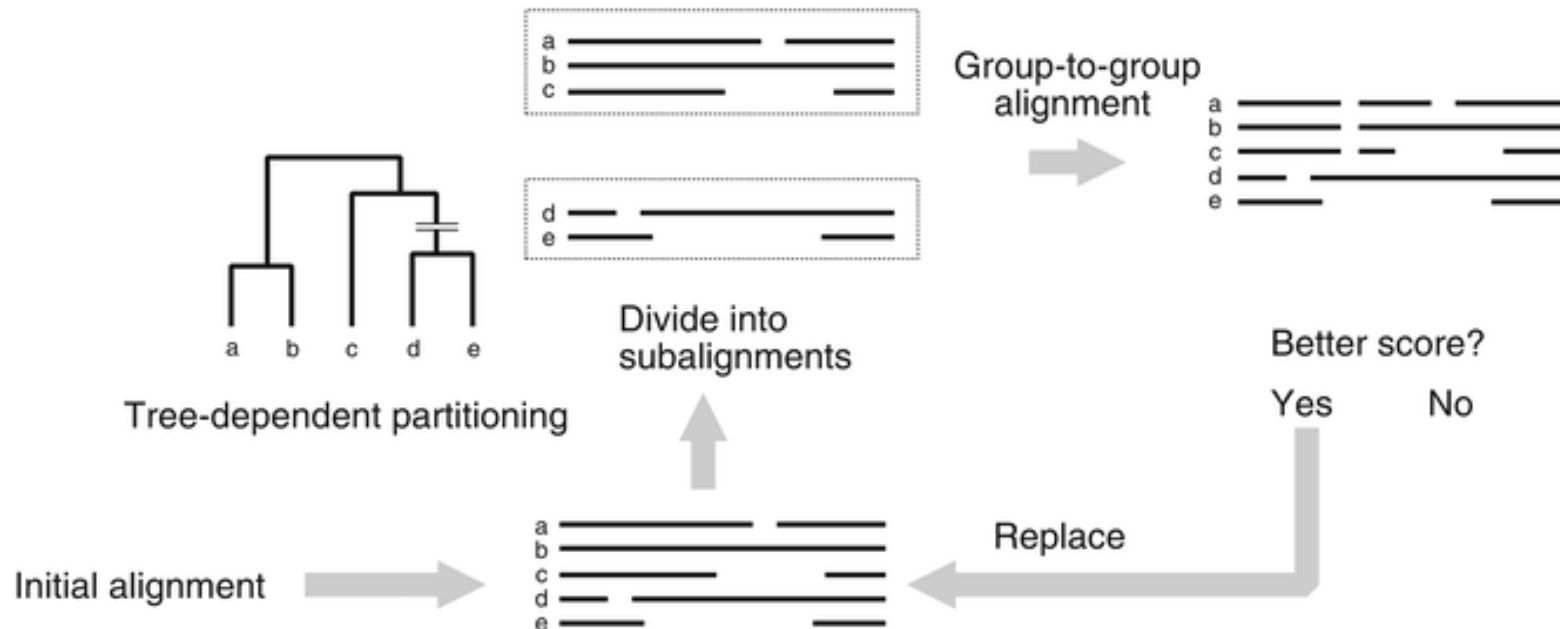 a
b
c
Group-to-group
alignment
a
b
c
d
e
d
e
a b c d e
Divide into
subalignments
Tree-dependent partitioning
Better score?
Yes No
Initial alignment
a
b
c
d
e
Replace